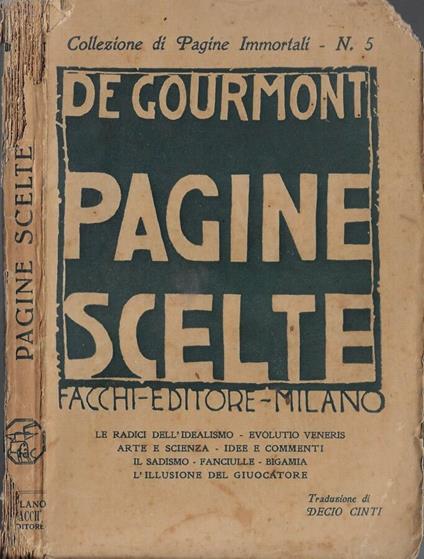 Collezione di Pagine Immortali - N. 5
DE GOURMONT
PAGINE
SCELTE
FACCHI-EDITORE-MILANO
LE RADICI DELL'IDEALISMO - EVOLUTIO VENERIS
ARTE E SCIENZA - IDEE E COMMENTI
IL SADISMO - FANCIULLE - BIGAMIA
L'ILLUSIONE DEL GIUOCATORE
Traduzione di
DECIO CINTI
PAGINE SCELTE